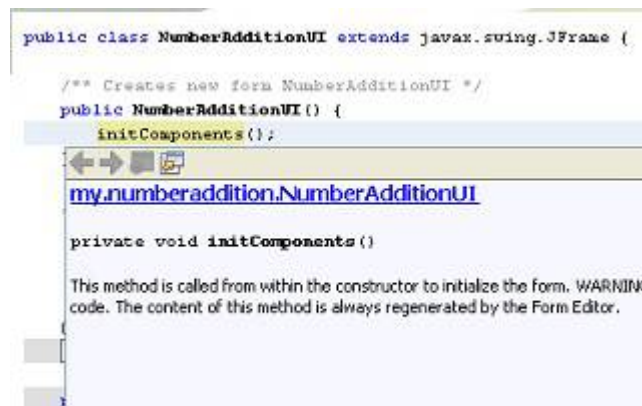 public class NumberAdditionUI extends javax.swing.JFrame {
/** Creates new form NumberAdditionUI */
public NumberAdditionUI() {
initComponents();
my.numberaddition.NumberAdditionUI
private void initComponents()
This method is called from within the constructor to initialize the form. WARNING
code. The content of this method is always regenerated by the Form Editor.